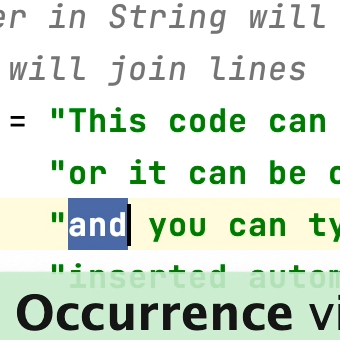 er in String will
will join lines
= "This code can
"or it can be
"and you can ty
"inserted autom
Occurrence vi